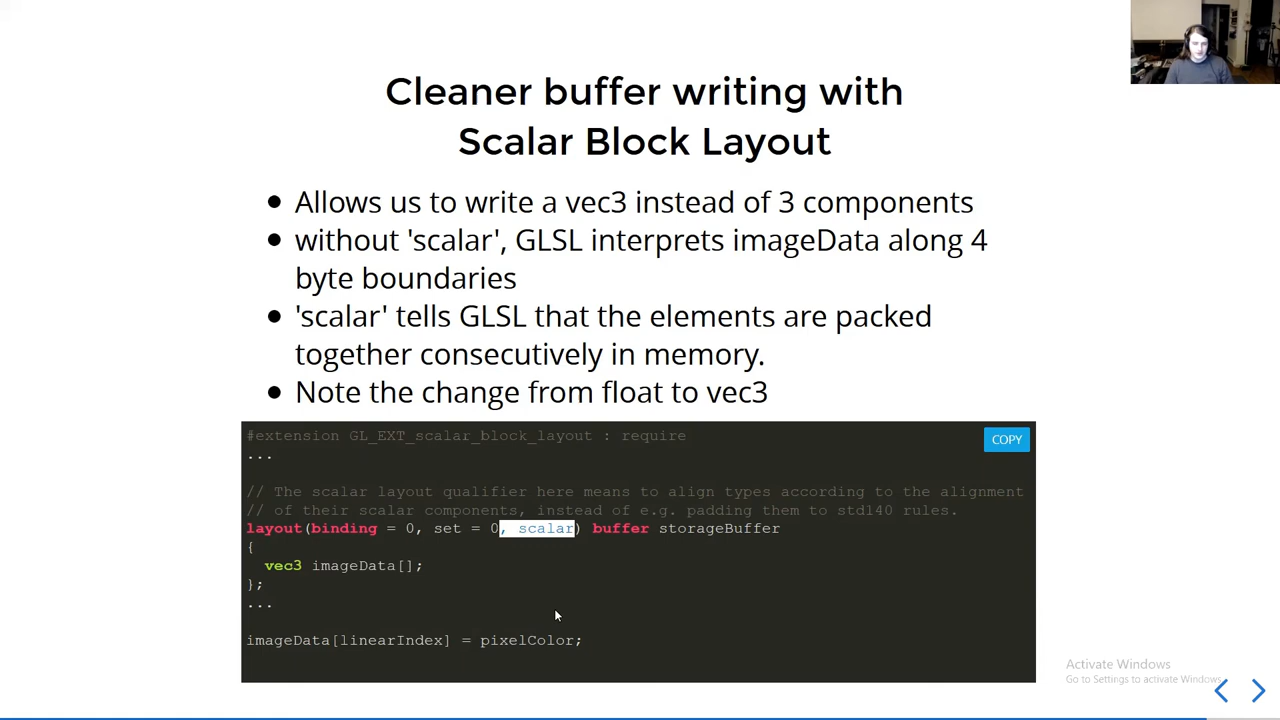 Cleaner buffer writing with
Scalar Block Layout
Allows us to write a vec3 instead of 3 components
without 'scalar', GLSL interprets imageData along 4
byte boundaries
'scalar' tells GLSL that the elements are packed
together consecutively in memory.
Note the change from float to vec3
#extension GL_EXT_scalar_block_layout : require
COPY
...
// The scalar layout qualifier here means to align types according to the alignment
// of their scalar components, instead of e.g. padding them to std140 rules.
layout(binding = 0, set = 0, scalar) buffer storageBuffer
{
vec3 imageData[];
};
...
imageData[linearIndex] = pixelColor;
Activate Windows
Go to Settings to activate Windows.